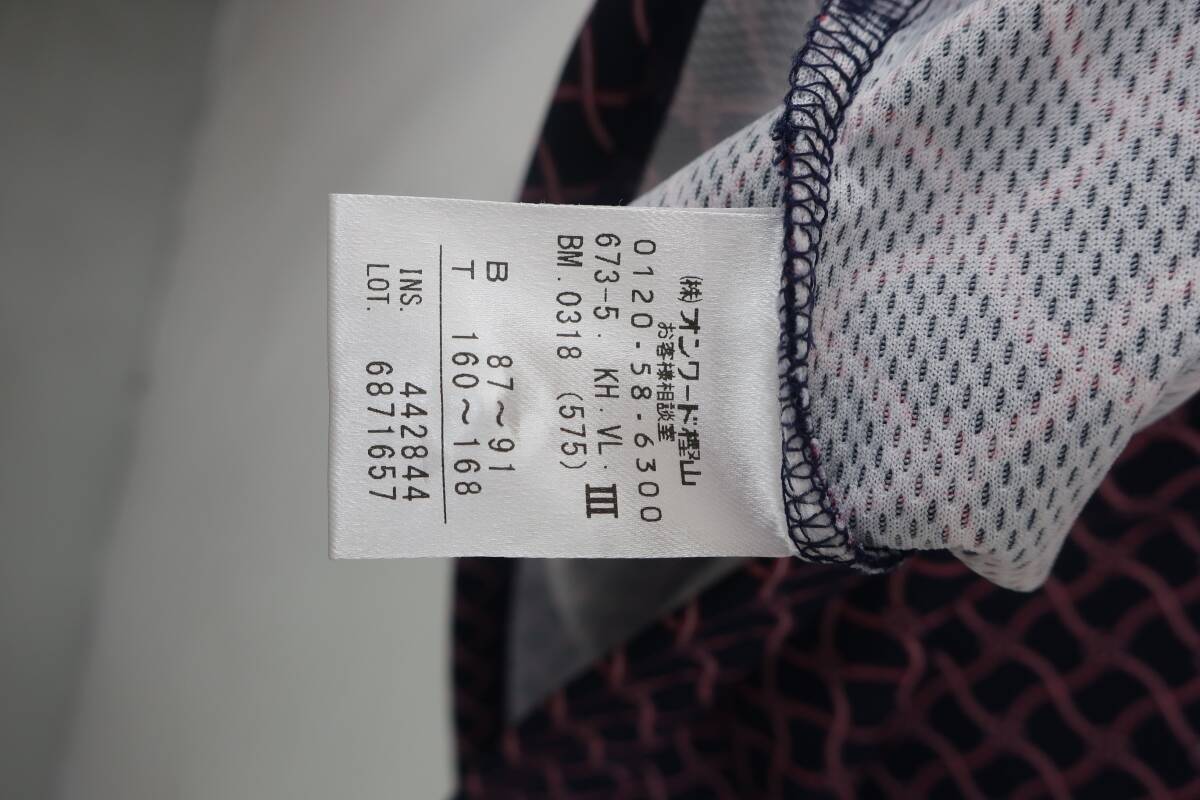 ㈱オンワード樫山
お客様相談室
0120-58-6300
673-5. KH.VL.Ⅲ
BM.0318 (575)
B 87～91
T 160～168
INS. 442844
LOT. 6871657